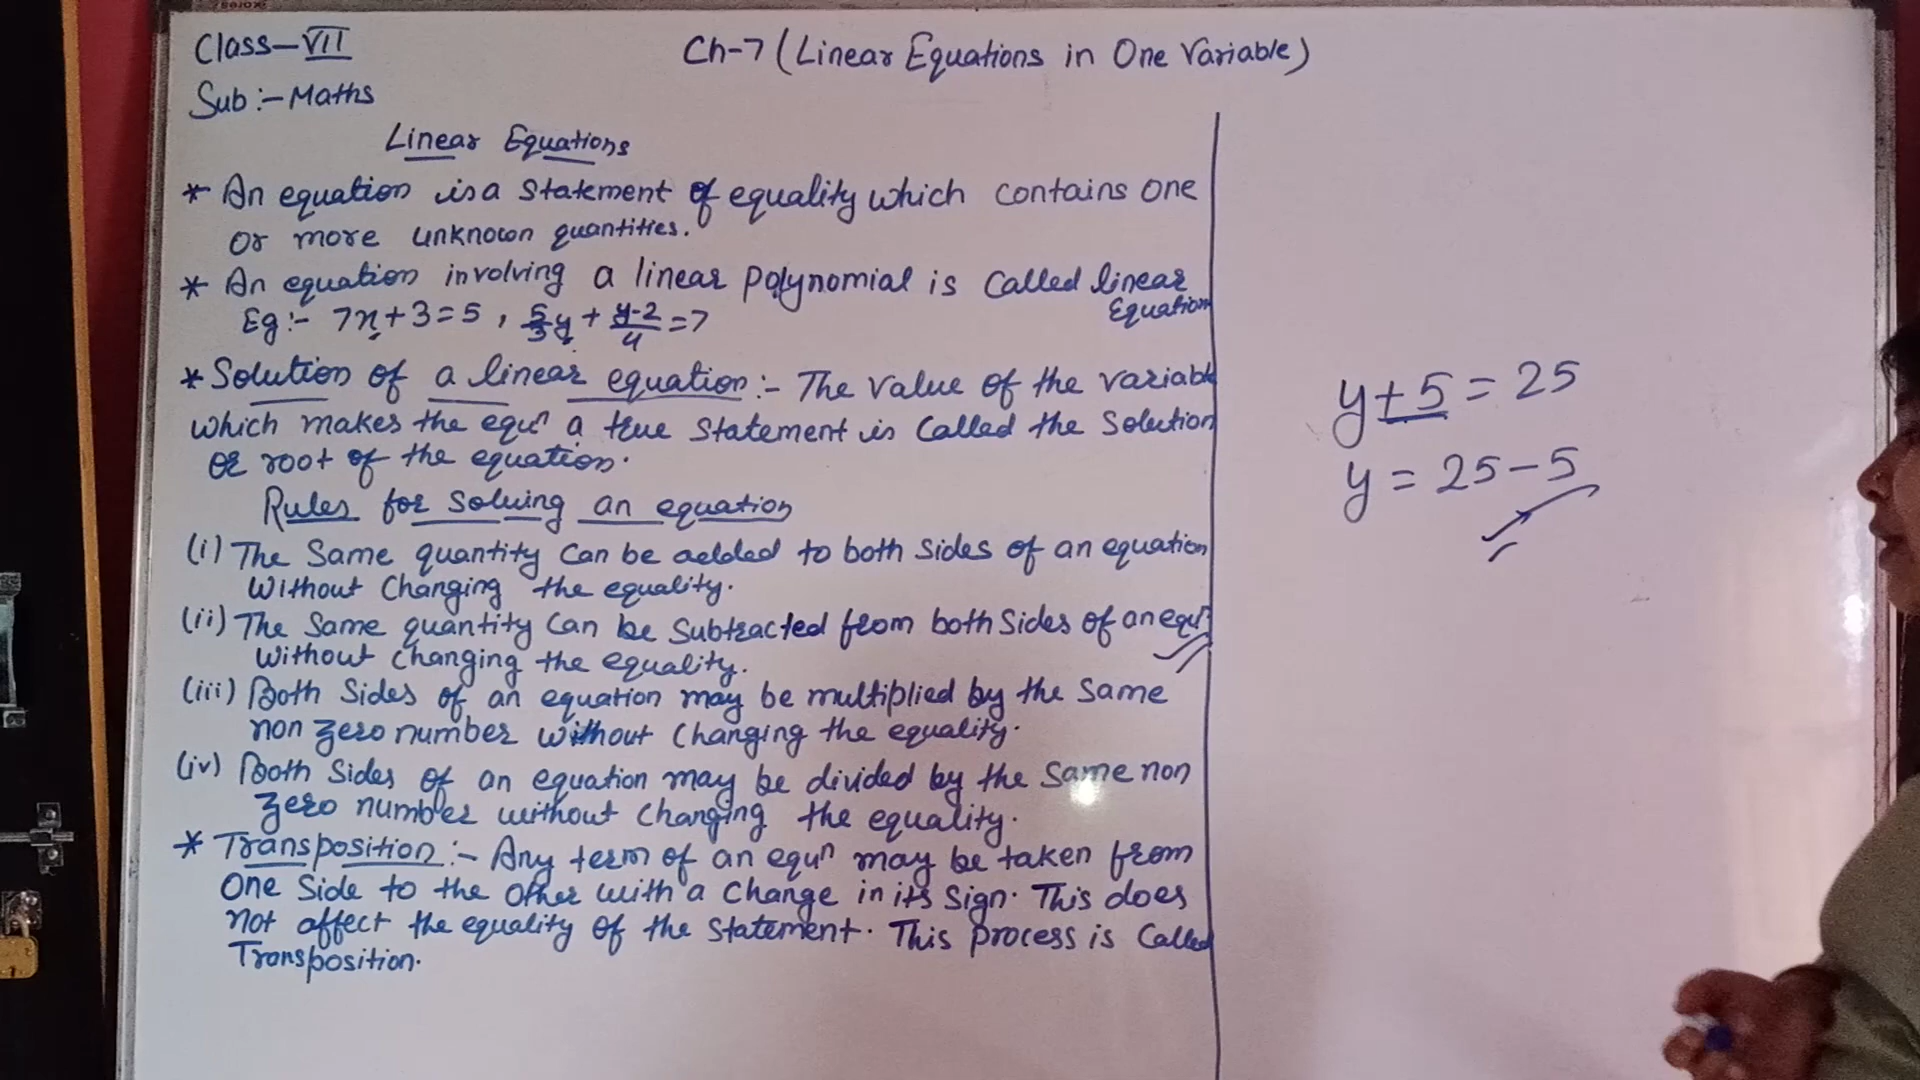 Class-VII
Ch-7 (Linear Equations in One Variable)
Sub:- Maths
Linear Equations
* An equation is a statement of equality which contains one
or more unknown quantities.
* An equation involving a linear polynomial is called linear
Equation
Eg:- 7x+3=5, 5/3 y + y-2/4 =7
* Solution of a linear equation:- The value of the variable
which makes the equⁿ a true statement is called the solution
or root of the equation.
Rules for solving an equation
(i) The same quantity can be added to both sides of an equation
without changing the equality.
(ii) The same quantity can be subtracted from both sides of an equⁿ
without changing the equality.
(iii) Both sides of an equation may be multiplied by the same
non zero number without changing the equality.
(iv) Both sides of an equation may be divided by the same non
zero number without changing the equality.
* Transposition:- Any term of an equⁿ may be taken from
one side to the other with a change in its sign. This does
not affect the equality of the statement. This process is called
Transposition.
y+5=25
y=25-5